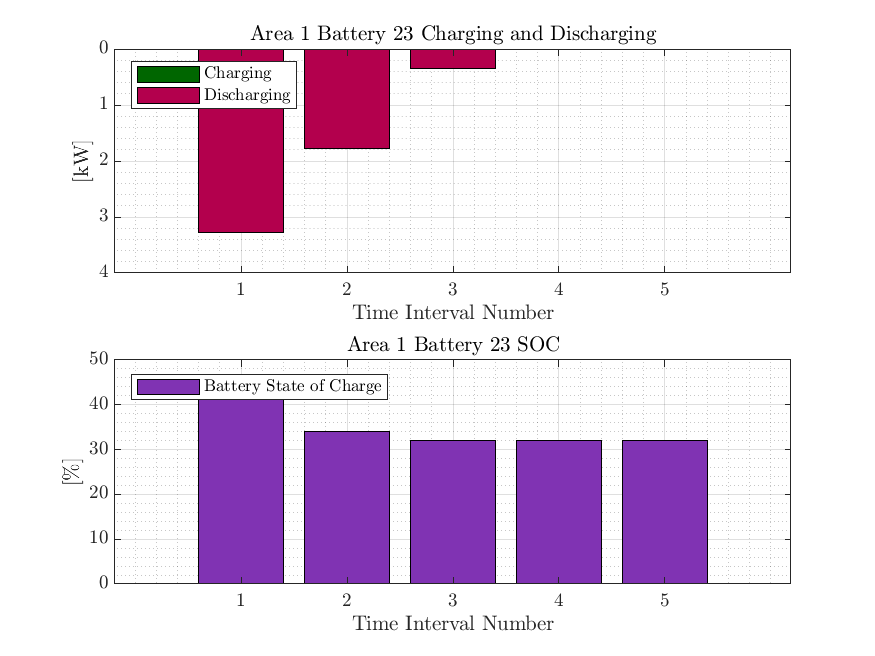 Area 1 Battery 23 Charging and Discharging
0
1
2
3
4
[kW]
Charging
Discharging
1 2 3 4 5
Time Interval Number
Area 1 Battery 23 SOC
50
40
30
20
10
0
[%]
Battery State of Charge
1 2 3 4 5
Time Interval Number